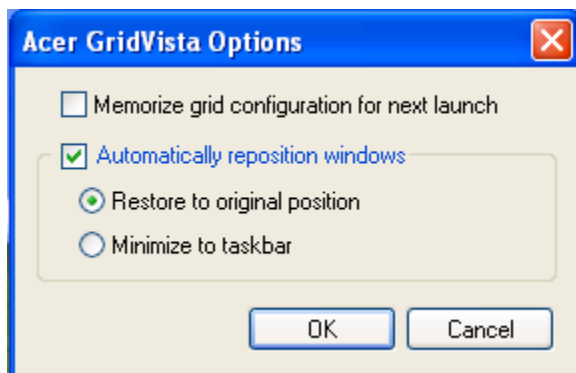 Acer GridVista Options
Memorize grid configuration for next launch
Automatically reposition windows
Restore to original position
Minimize to taskbar
OK Cancel